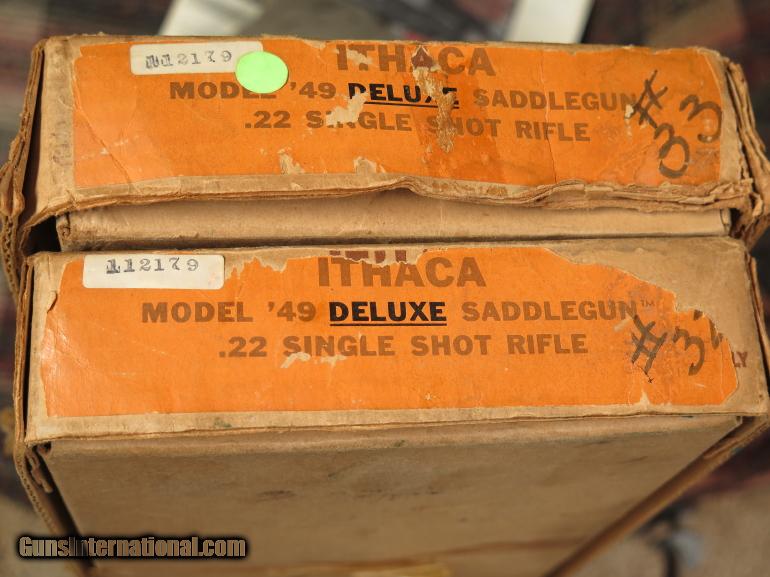 112179
ITHACA
MODEL '49 DELUXE SADDLEGUN
.22 SINGLE SHOT RIFLE
#33
112179
ITHACA
MODEL '49 DELUXE SADDLEGUN™
.22 SINGLE SHOT RIFLE
GunsInternational.com